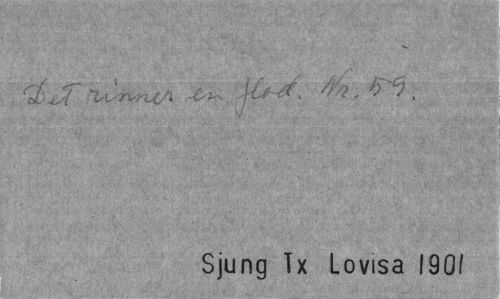 Det rinner en flod. Nr. 59.
Sjung Tx Lovisa 1901